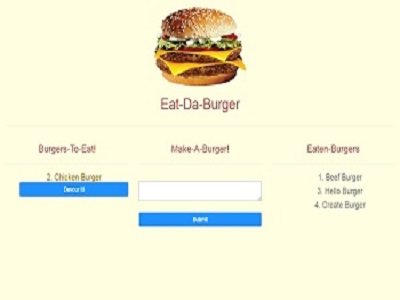 Eat-Da-Burger
Burgers-To-Eat!
Make-A-Burger!
Eaten-Burgers
2. Chicken Burger
Devour It!
Submit
1. Beef Burger
3. Hello Burger
4. Create Burger